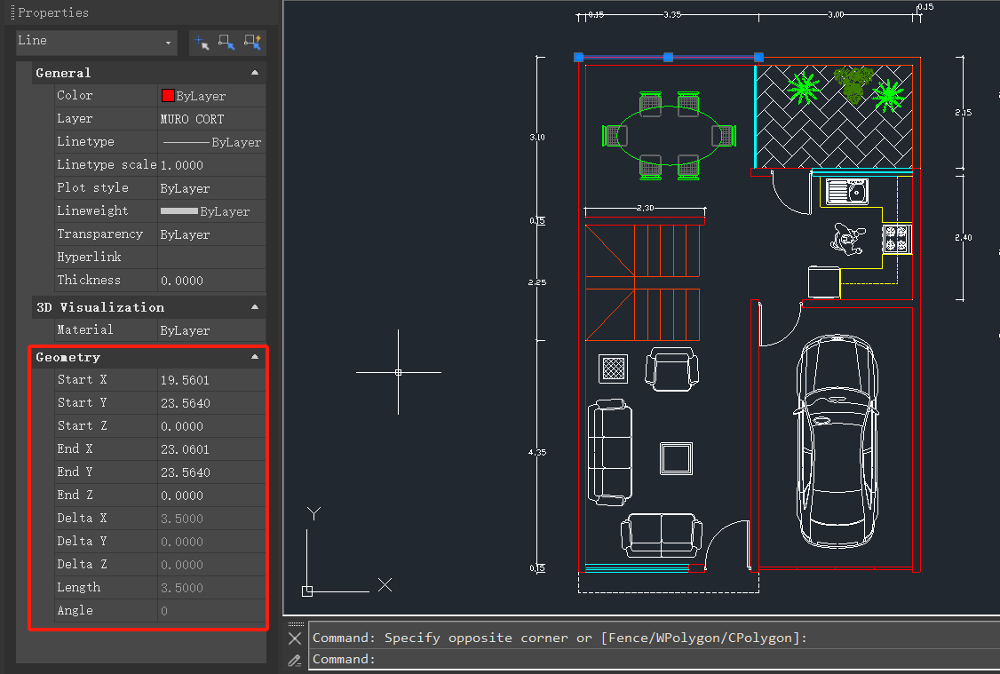 Properties
Line
General
Color ByLayer
Layer MURO CORT
Linetype ByLayer
Linetype scale 1.0000
Plot style ByLayer
Lineweight ByLayer
Transparency ByLayer
Hyperlink
Thickness 0.0000
3D Visualization
Material ByLayer
Geometry
Start X 19.5601
Start Y 23.5640
Start Z 0.0000
End X 23.0601
End Y 23.5640
End Z 0.0000
Delta X 3.5000
Delta Y 0.0000
Delta Z 0.0000
Length 3.5000
Angle 0
0.15
0.15 3.35 3.00
2.15
3.10
2.30
0.15
2.40
2.25
4.35
0.15
Y
X
Command: Specify opposite corner or [Fence/WPolygon/CPolygon]:
Command: